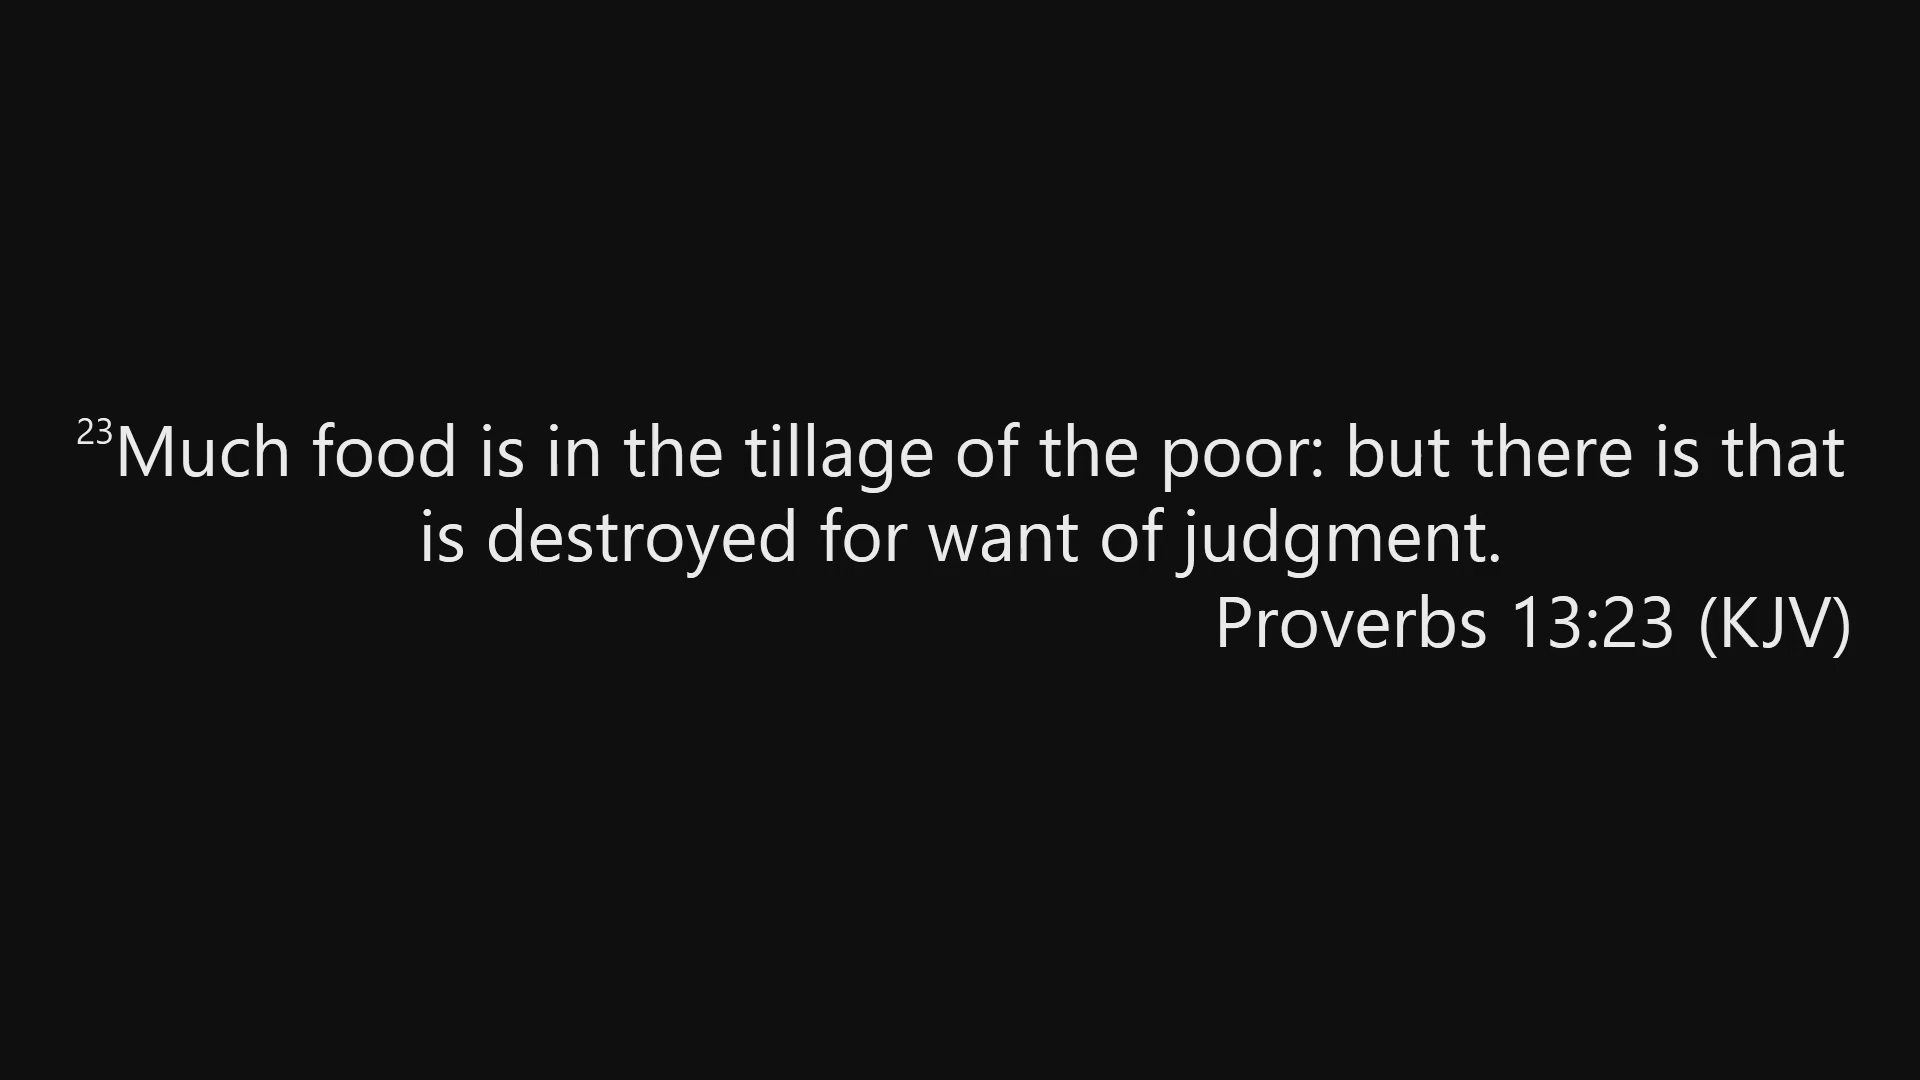 23Much food is in the tillage of the poor: but there is that
is destroyed for want of judgment.
Proverbs 13:23 (KJV)